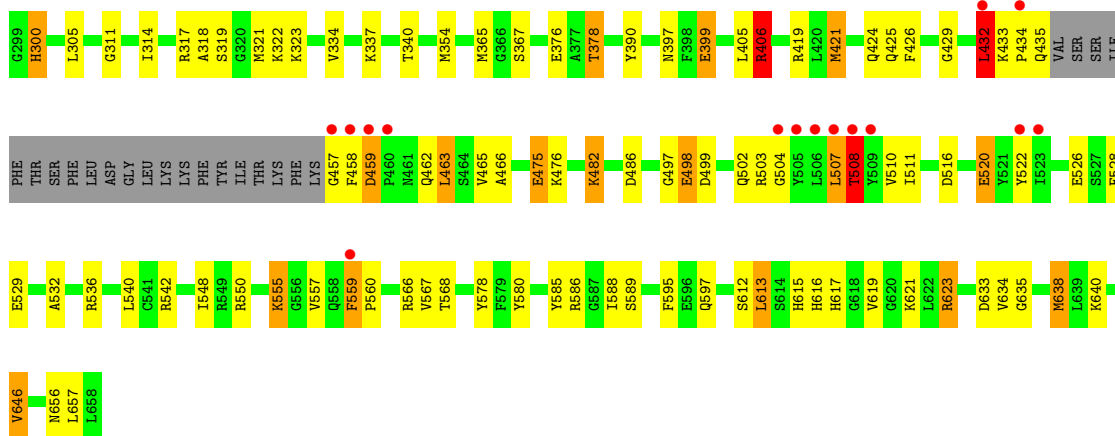 G299 H300 L305 G311 I314 R317 A318 S319 G320 M321 K322 K323 V334 K337 T340 M354 M365 G366 S367 E376 A377 T378 Y390 N397 F398 E399 L405 R406 R419 L420 M421 Q424 Q425 F426 G429 L432 K433 P434 Q435 VAL SER SER ILE
PHE THR SER PHE LEU ASP GLY LEU LYS LYS PHE TYR ILE THR LYS PHE LYS G457 F458 D459 P460 N461 Q462 L463 S464 V465 A466 E475 K476 K482 D486 G497 E498 D499 Q502 R503 G504 Y505 L506 L507 T508 Y509 V510 I511 D516 E520 Y521 Y522 I523 E526 S527 E528
E529 A532 R536 L540 C541 R542 I548 R549 R550 K555 G556 V557 Q558 F559 P560 R566 V567 T568 Y578 F579 Y580 Y585 R586 G587 I588 S589 F595 E596 Q597 S612 L613 S614 H615 H616 H617 G618 V619 G620 K621 L622 R623 D633 V634 G635 M638 L639 K640
V646 N656 L657 L658